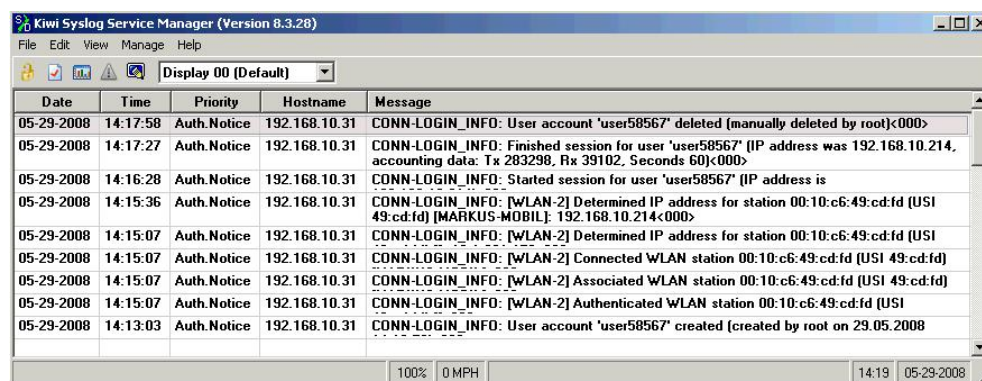 Kiwi Syslog Service Manager (Version 8.3.28)
File Edit View Manage Help
Display 00 (Default)
Date Time Priority Hostname Message
05-29-2008 14:17:58 Auth.Notice 192.168.10.31 CONN-LOGIN_INFO: User account 'user58567' deleted (manually deleted by root)<000>
05-29-2008 14:17:27 Auth.Notice 192.168.10.31 CONN-LOGIN_INFO: Finished session for user 'user58567' (IP address was 192.168.10.214,
accounting data: Tx 283298, Rx 39102, Seconds 60)<000>
05-29-2008 14:16:28 Auth.Notice 192.168.10.31 CONN-LOGIN_INFO: Started session for user 'user58567' (IP address is
05-29-2008 14:15:36 Auth.Notice 192.168.10.31 CONN-LOGIN_INFO: [WLAN-2] Determined IP address for station 00:10:c6:49:cd:fd (USI
49:cd:fd) [MARKUS-MOBIL]: 192.168.10.214<000>
05-29-2008 14:15:07 Auth.Notice 192.168.10.31 CONN-LOGIN_INFO: [WLAN-2] Determined IP address for station 00:10:c6:49:cd:fd (USI
05-29-2008 14:15:07 Auth.Notice 192.168.10.31 CONN-LOGIN_INFO: [WLAN-2] Connected WLAN station 00:10:c6:49:cd:fd (USI 49:cd:fd)
05-29-2008 14:15:07 Auth.Notice 192.168.10.31 CONN-LOGIN_INFO: [WLAN-2] Associated WLAN station 00:10:c6:49:cd:fd (USI 49:cd:fd)
05-29-2008 14:15:07 Auth.Notice 192.168.10.31 CONN-LOGIN_INFO: [WLAN-2] Authenticated WLAN station 00:10:c6:49:cd:fd (USI
05-29-2008 14:13:03 Auth.Notice 192.168.10.31 CONN-LOGIN_INFO: User account 'user58567' created (created by root on 29.05.2008
100% 0 MPH 14:19 05-29-2008